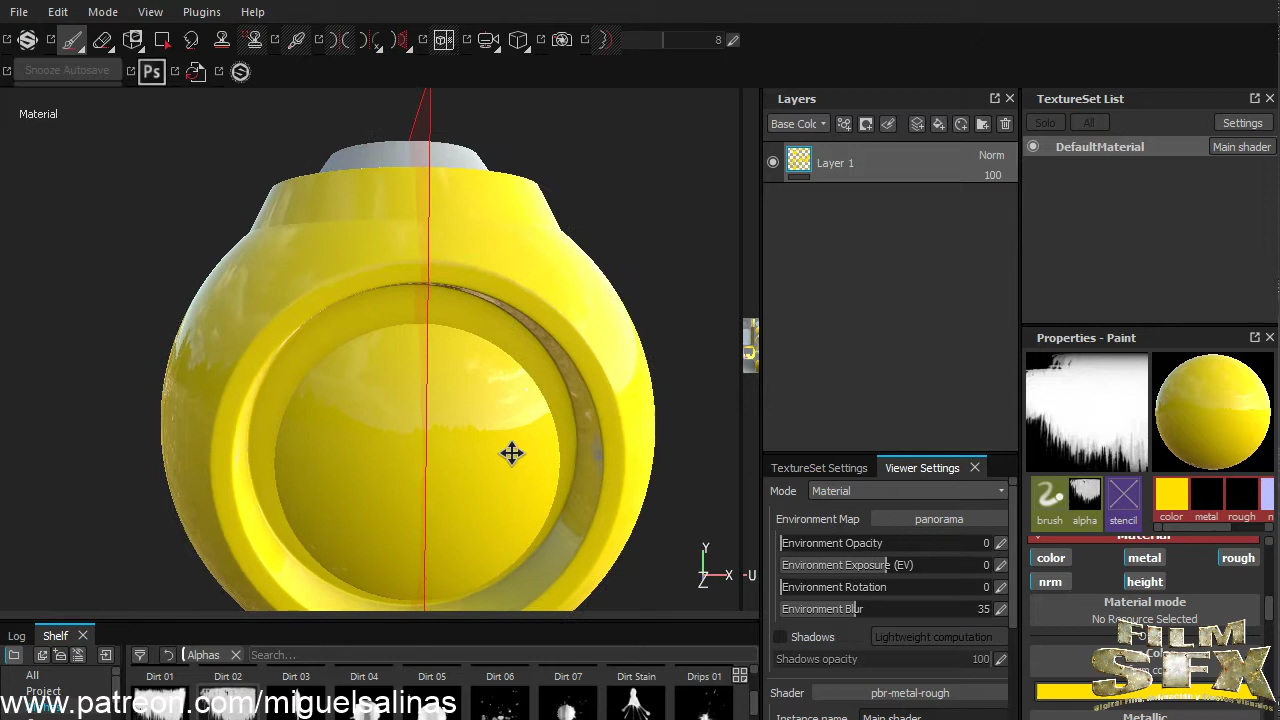 File Edit Mode View Plugins Help
8
Snooze Autosave Ps
Material
Layers
Base Colo
Layer 1
Norm
100
TextureSet List
Solo All Settings
DefaultMaterial Main shader
Properties - Paint
brush alpha stencil color metal rough n
Material
color metal rough
nrm height
Material mode
No Resource Selected
Metallic
TextureSet Settings Viewer Settings
Mode Material
Environment Map panorama
Environment Opacity 0
Environment Exposure (EV) 0
Environment Rotation 0
Environment Blur 35
Shadows Lightweight computation
Shadows opacity 100
Shader pbr-metal-rough
Instance name Main shader
Y
X
Z
-U
Log Shelf
Alphas Search...
All
Project
Dirt 01 Dirt 02 Dirt 03 Dirt 04 Dirt 05 Dirt 06 Dirt 07 Dirt Stain Drips 01
www.patreon.com/miguelsalinas
FILM
SFX